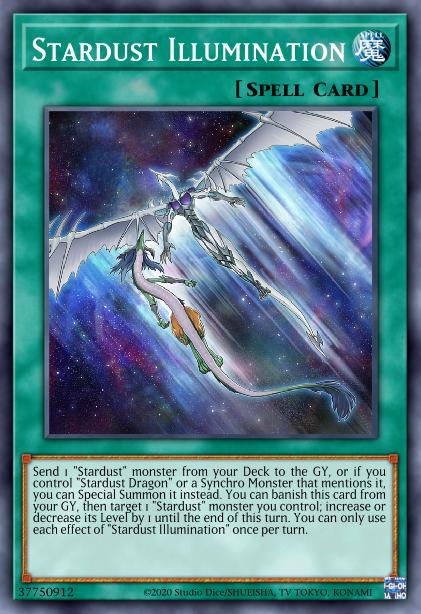 STARDUST ILLUMINATION
SPELL
魔
[SPELL CARD]
Send 1 "Stardust" monster from your Deck to the GY, or if you
control "Stardust Dragon" or a Synchro Monster that mentions it,
you can Special Summon it instead. You can banish this card from
your GY, then target 1 "Stardust" monster you control; increase or
decrease its Level by 1 until the end of this turn. You can only use
each effect of "Stardust Illumination" once per turn.
37750912
©2020 Studio Dice/SHUEISHA, TV TOKYO, KONAMI